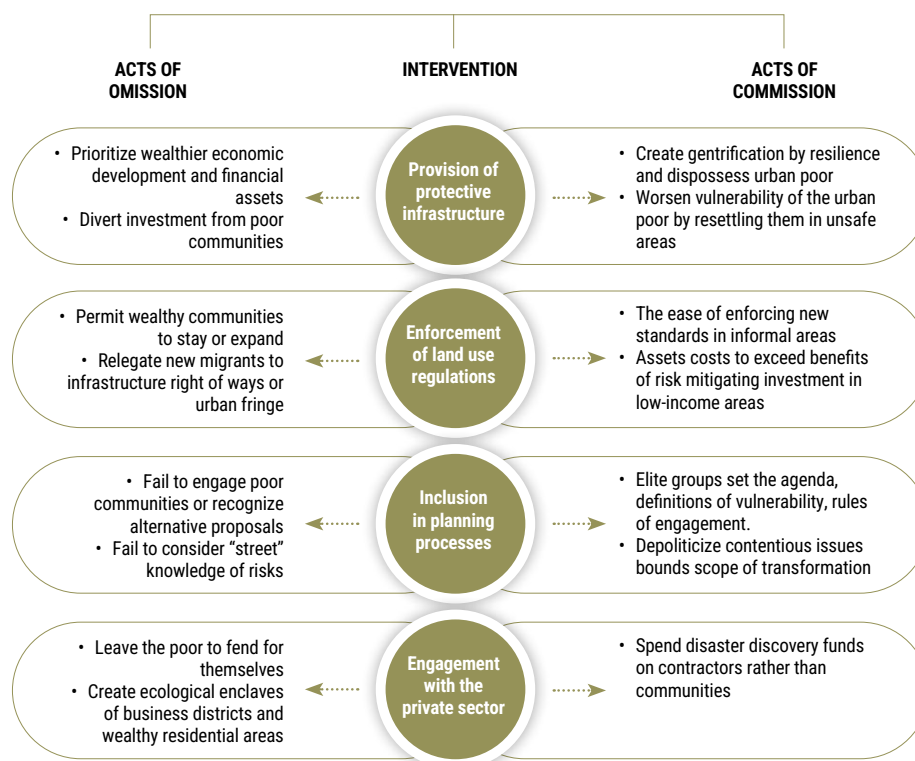 ACTS OF
OMISSION
INTERVENTION
ACTS OF
COMMISSION
• Prioritize wealthier economic
development and financial
assets
• Divert investment from poor
communities
Provision of
protective
infrastructure
• Create gentrification by resilience
and dispossess urban poor
• Worsen vulnerability of the urban
poor by resettling them in unsafe
areas
• Permit wealthy communities
to stay or expand
• Relegate new migrants to
infrastructure right of ways or
urban fringe
Enforcement
of land use
regulations
• The ease of enforcing new
standards in informal areas
• Assets costs to exceed benefits
of risk mitigating investment in
low-income areas
• Fail to engage poor
communities or recognize
alternative proposals
• Fail to consider “street”
knowledge of risks
Inclusion
in planning
processes
• Elite groups set the agenda,
definitions of vulnerability, rules
of engagement.
• Depoliticize contentious issues
bounds scope of transformation
• Leave the poor to fend for
themselves
• Create ecological enclaves
of business districts and
wealthy residential areas
Engagement
with the
private sector
• Spend disaster discovery funds
on contractors rather than
communities